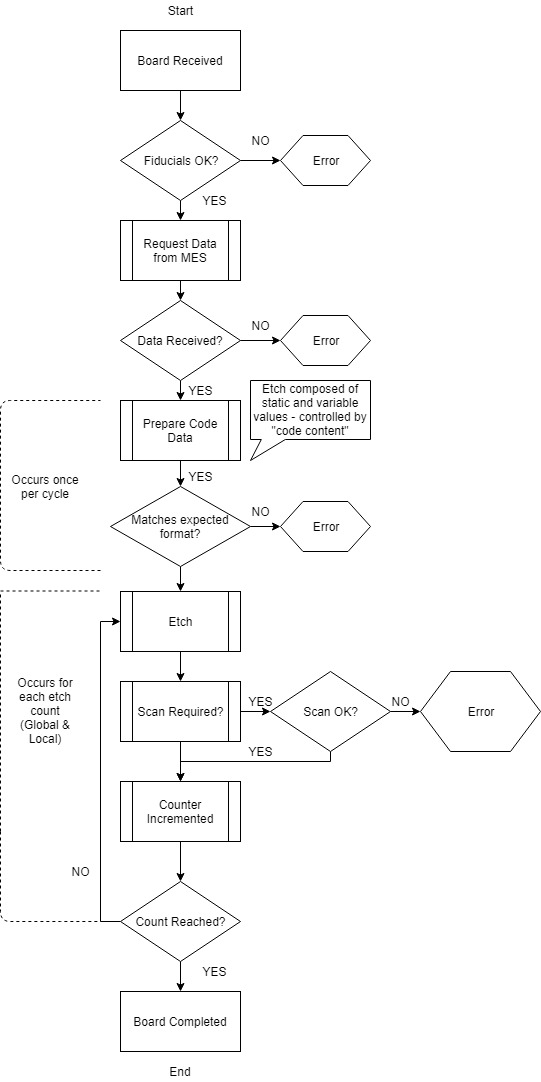 Start
Board Received
Fiducials OK?
NO
Error
YES
Request Data
from MES
Data Received?
NO
Error
YES
Etch composed of
static and variable
values - controlled by
"code content"
Prepare Code
Data
Occurs once
per cycle
YES
Matches expected
format?
NO
Error
Etch
Occurs for
each etch
count
(Global &
Local)
Scan Required?
YES
Scan OK?
NO
Error
YES
Counter
Incremented
NO
Count Reached?
YES
Board Completed
End